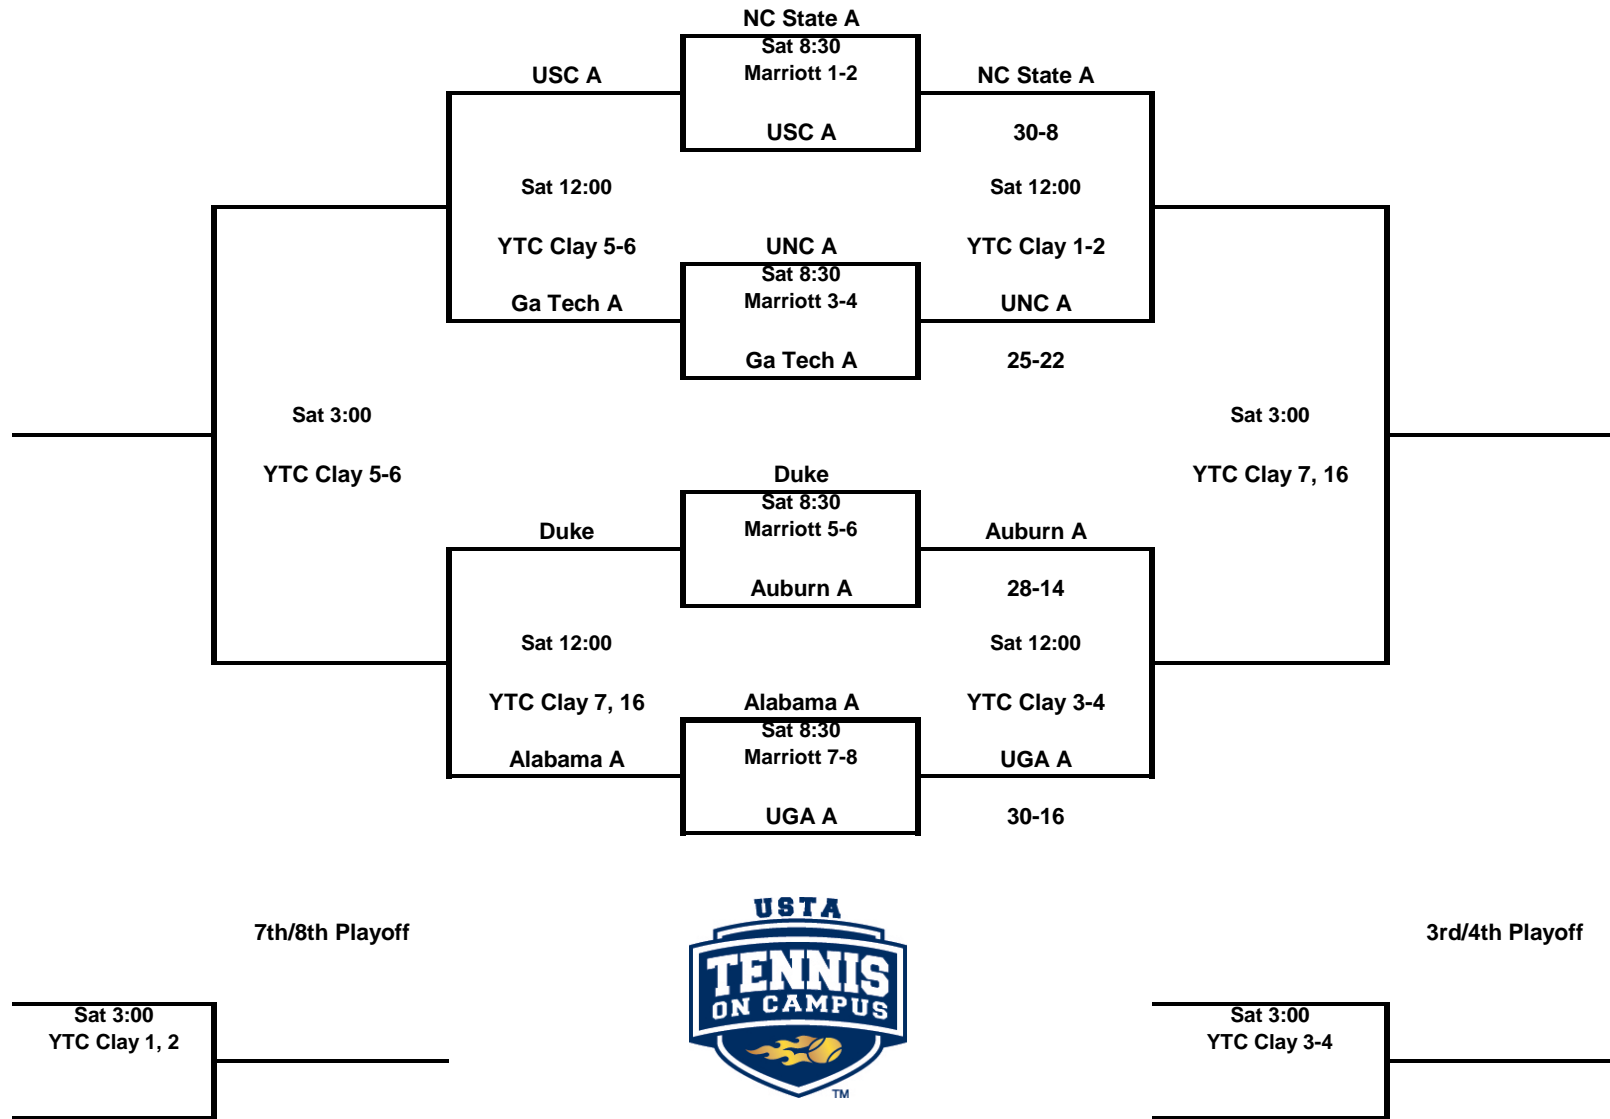 NC State A
Sat 8:30
Marriott 1-2
USC A
NC State A
USC A
30-8
Sat 12:00
Sat 12:00
YTC Clay 5-6
UNC A
YTC Clay 1-2
Sat 8:30
Marriott 3-4
Ga Tech A
UNC A
Ga Tech A
25-22
Sat 3:00
Sat 3:00
YTC Clay 5-6
Duke
YTC Clay 7, 16
Sat 8:30
Marriott 5-6
Duke
Auburn A
Auburn A
28-14
Sat 12:00
Sat 12:00
YTC Clay 7, 16
Alabama A
YTC Clay 3-4
Sat 8:30
Marriott 7-8
Alabama A
UGA A
UGA A
30-16
7th/8th Playoff
3rd/4th Playoff
USTA
TENNIS
ON CAMPUS
TM
Sat 3:00
YTC Clay 1, 2
Sat 3:00
YTC Clay 3-4